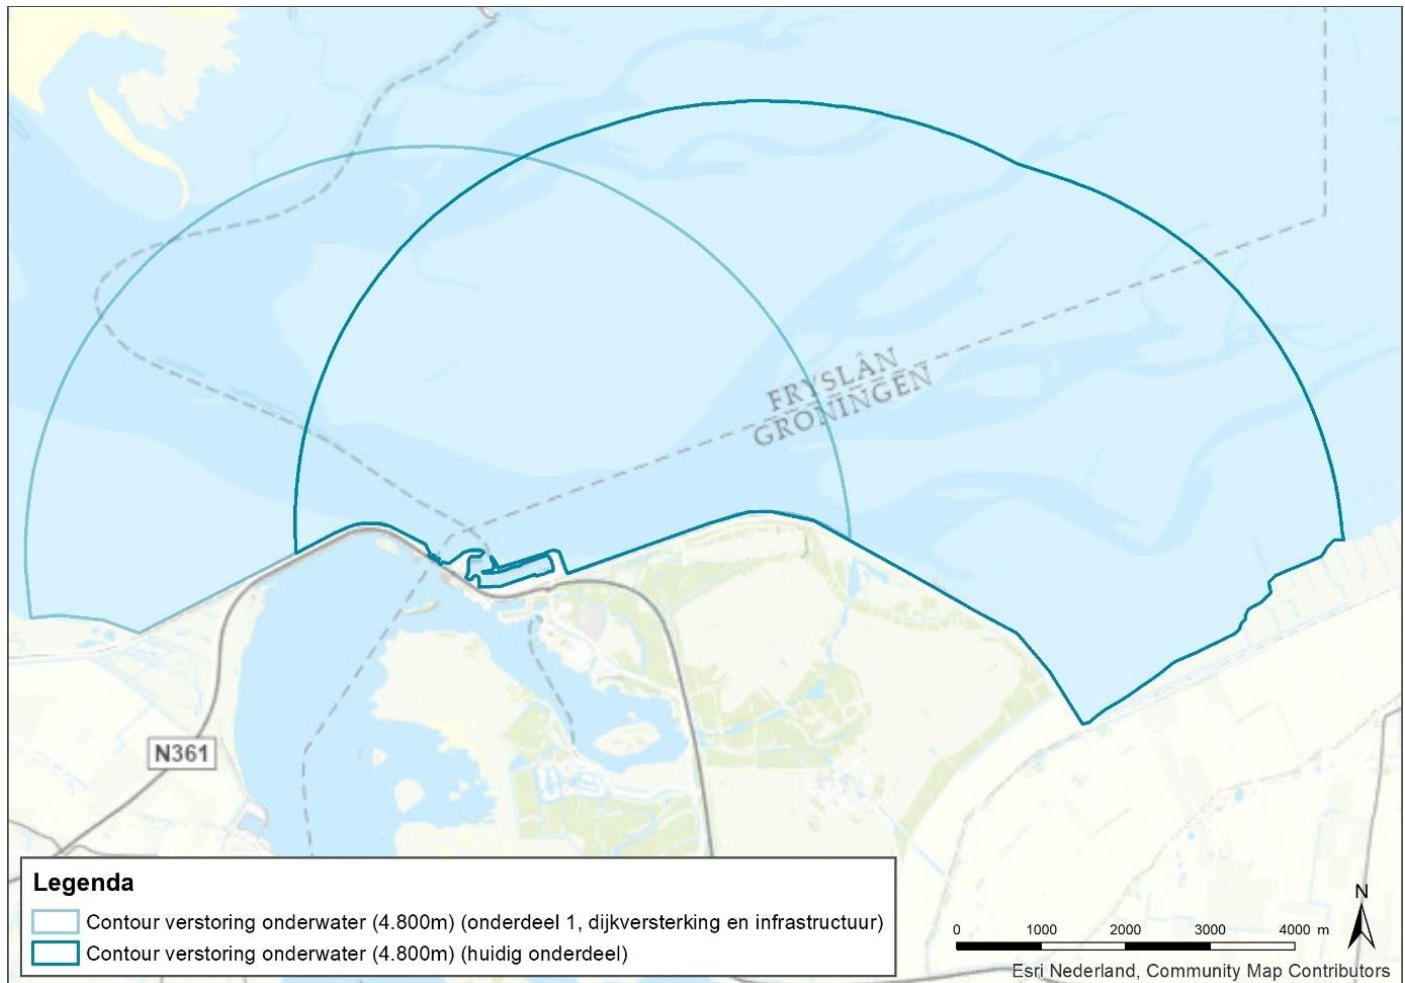 FRYSLÂN
GRONINGEN
N361
Legenda
Contour verstoring onderwater (4.800m) (onderdeel 1, dijkversterking en infrastructuur)
Contour verstoring onderwater (4.800m) (huidig onderdeel)
N
0 1000 2000 3000 4000 m
Esri Nederland, Community Map Contributors